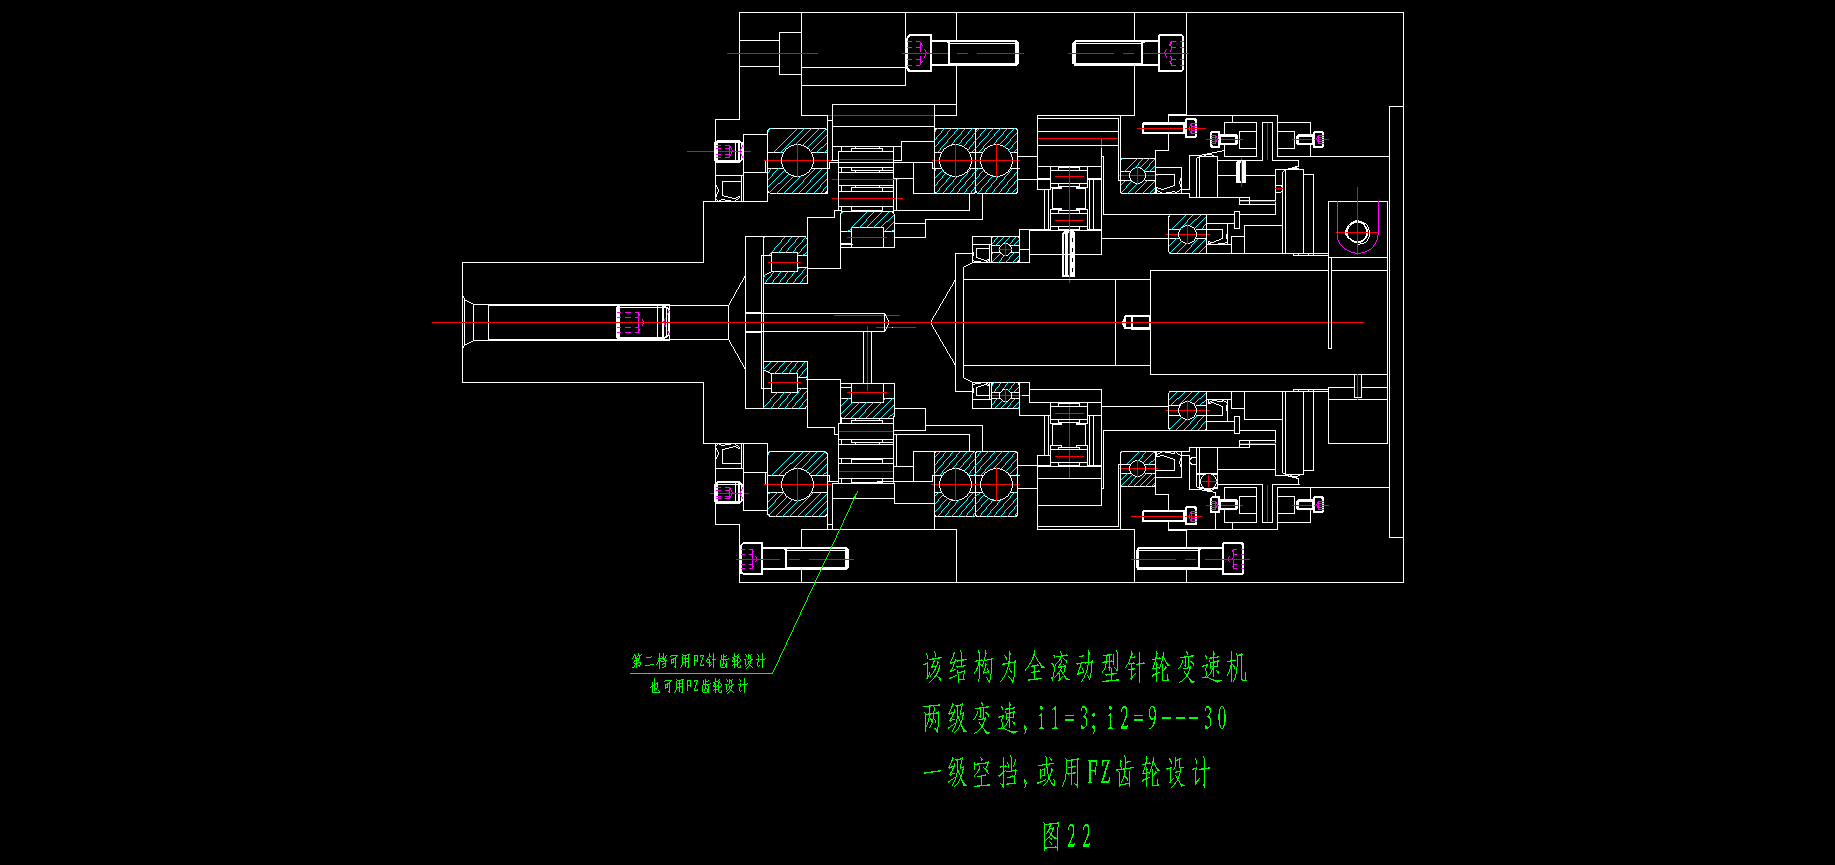 第二档可用FZ针齿轮设计
也可用FZ齿轮设计
该结构为全滚动型针轮变速机
两级变速,i1=3;i2=9---30
一级空挡,或用FZ齿轮设计
图22